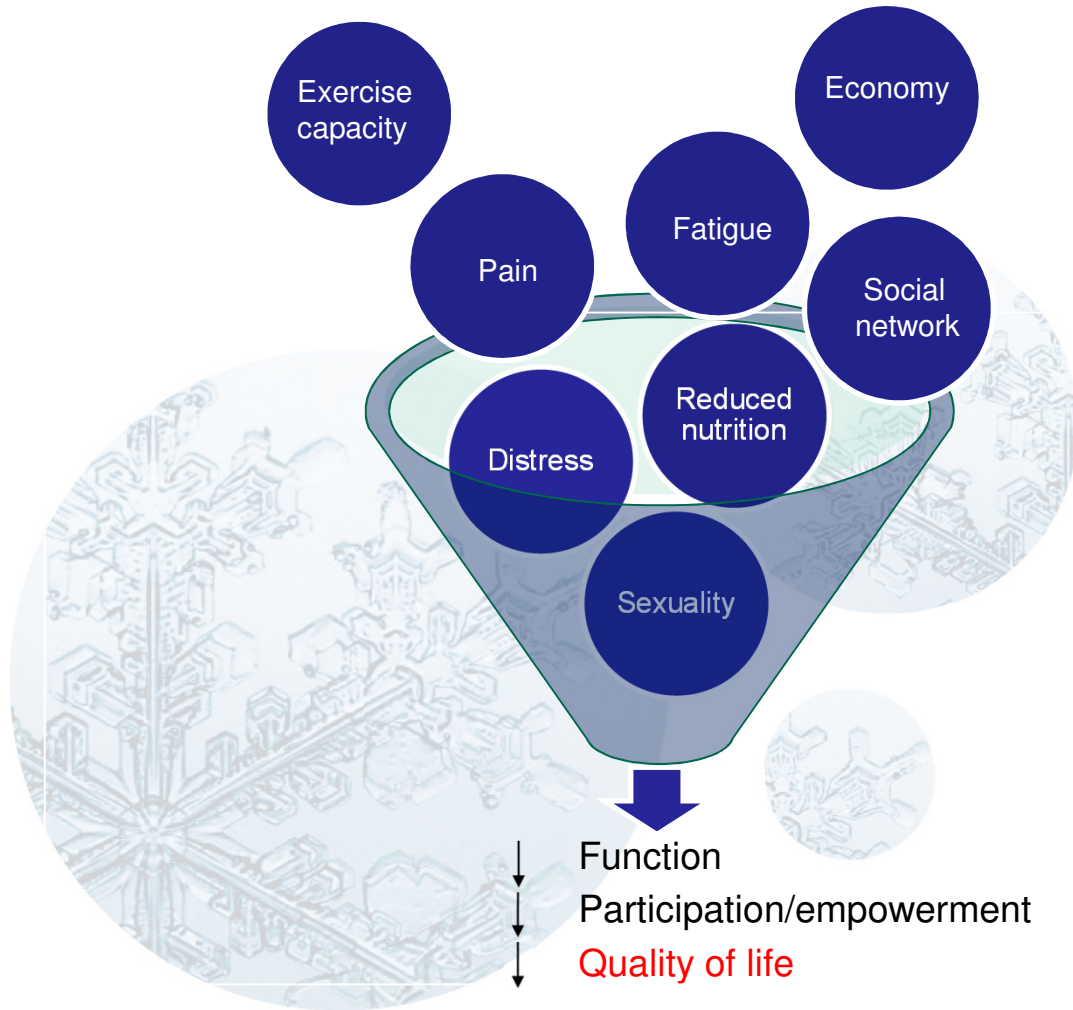 Exercise
capacity
Economy
Fatigue
Pain
Social
network
Reduced
nutrition
Distress
Sexuality
↓ Function
↓ Participation/empowerment
↓ Quality of life